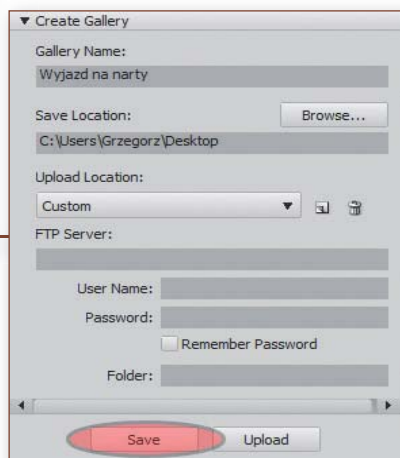 Create Gallery
Gallery Name:
Wyjazd na narty
Save Location:
Browse...
C:\Users\Grzegorz\Desktop
Upload Location:
Custom
FTP Server:
User Name:
Password:
Remember Password
Folder:
Save Upload